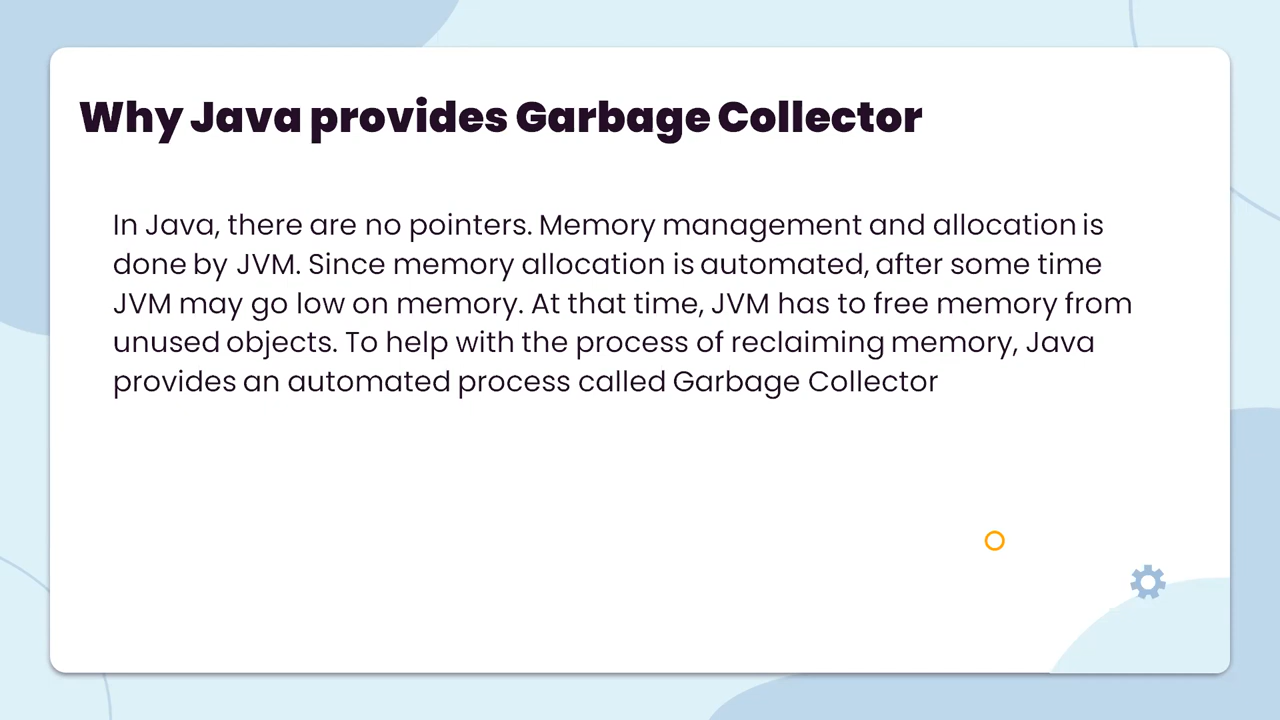 Why Java provides Garbage Collector
In Java, there are no pointers. Memory management and allocation is
done by JVM. Since memory allocation is automated, after some time
JVM may go low on memory. At that time, JVM has to free memory from
unused objects. To help with the process of reclaiming memory, Java
provides an automated process called Garbage Collector